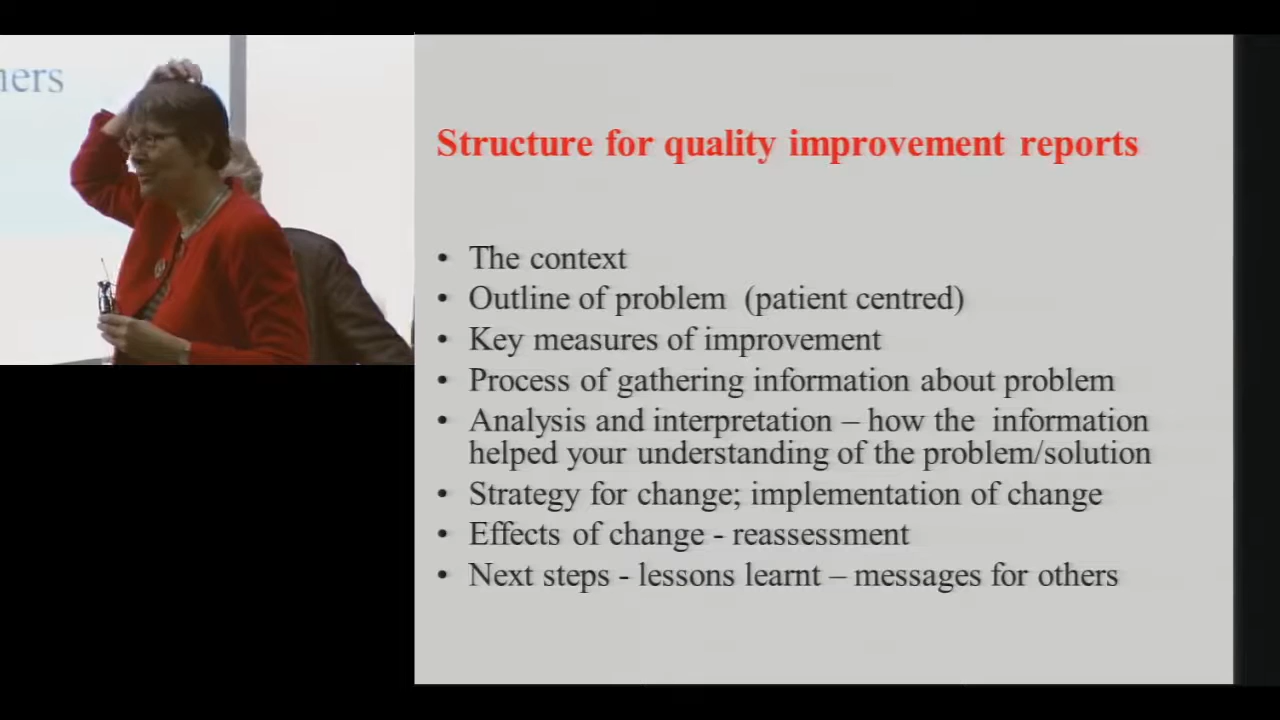 ners
Structure for quality improvement reports
• The context
• Outline of problem (patient centred)
• Key measures of improvement
• Process of gathering information about problem
• Analysis and interpretation – how the information
helped your understanding of the problem/solution
• Strategy for change; implementation of change
• Effects of change - reassessment
• Next steps - lessons learnt – messages for others